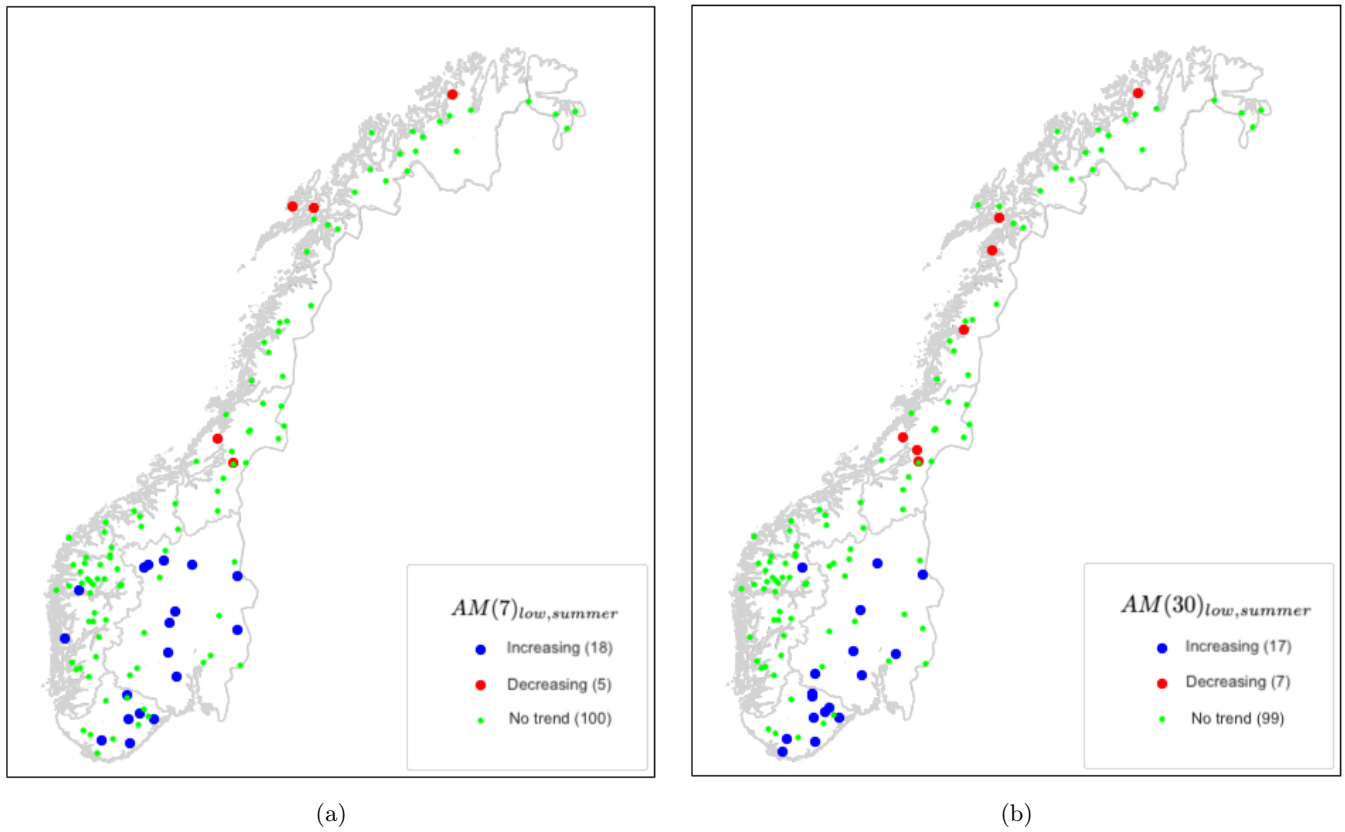 AM(7)low,summer
Increasing (18)
Decreasing (5)
No trend (100)
(a)
AM(30)low,summer
Increasing (17)
Decreasing (7)
No trend (99)
(b)